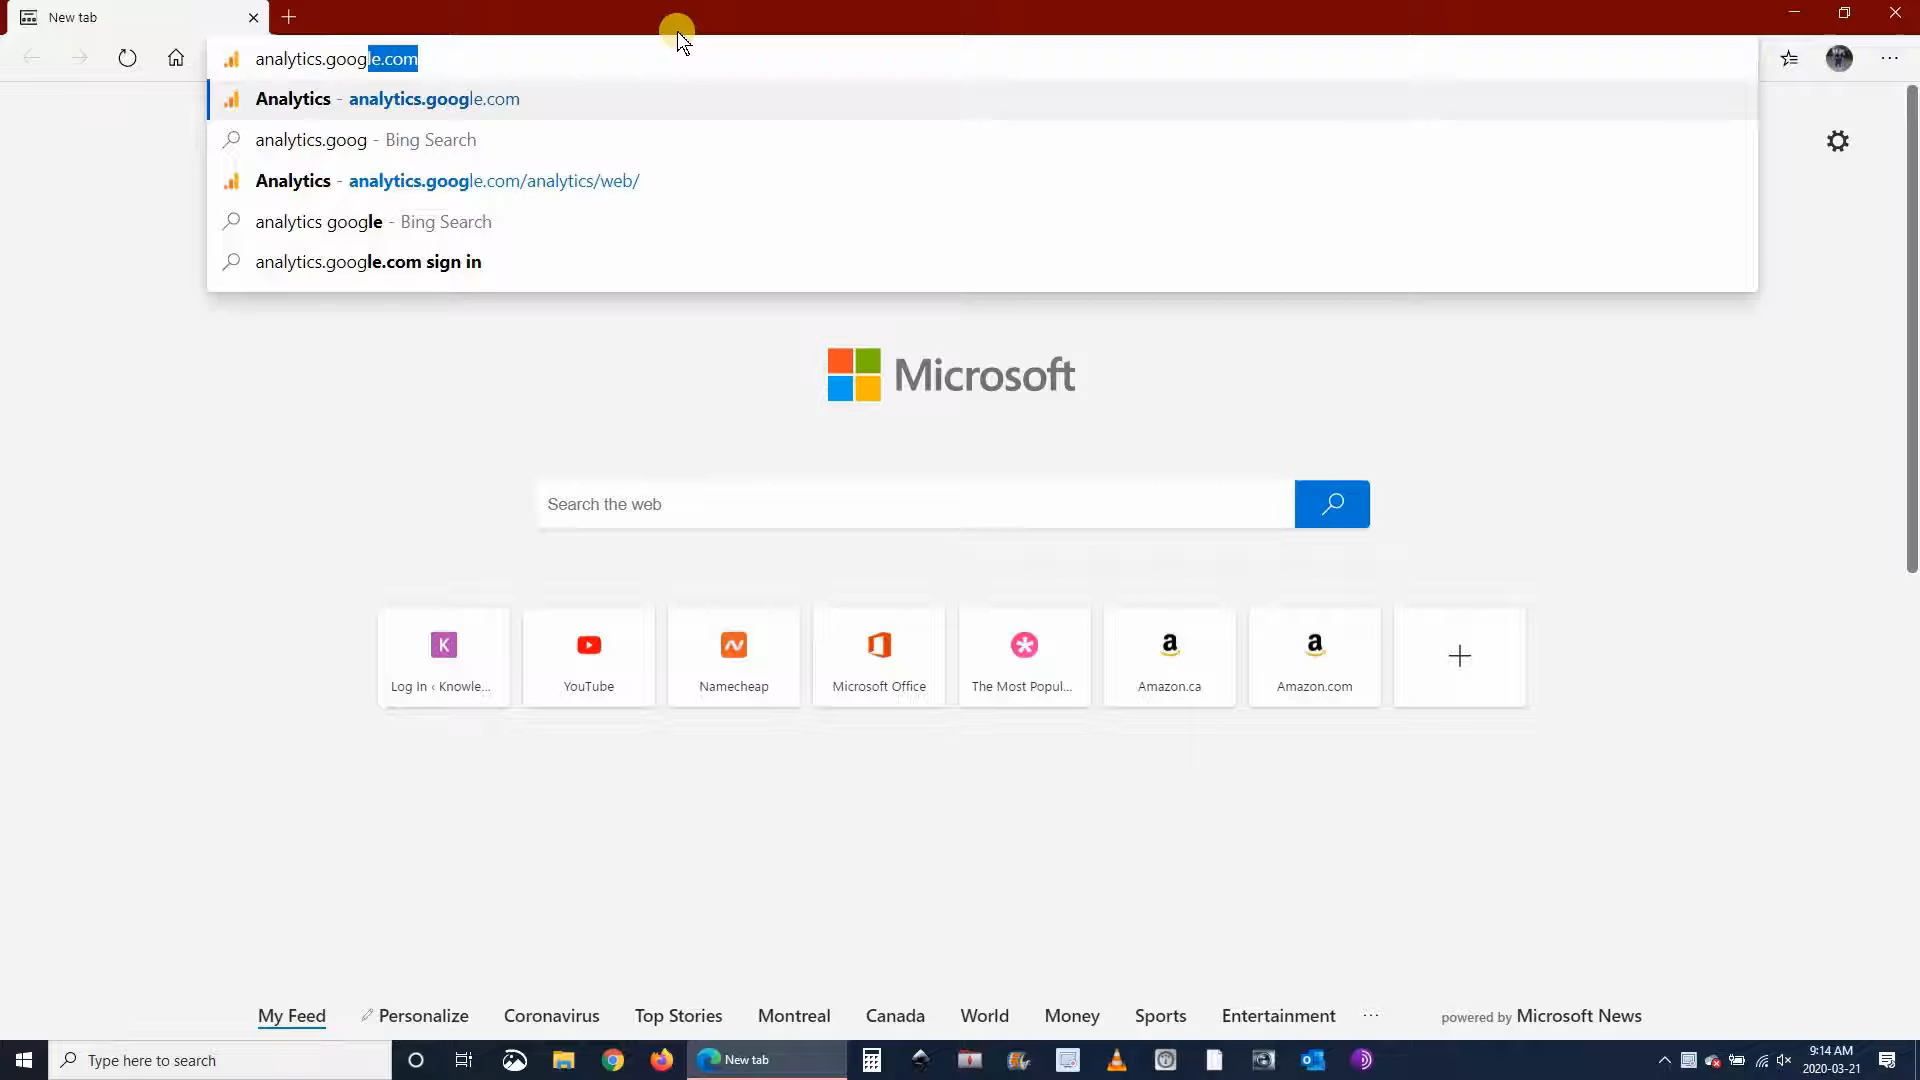 New tab
analytics.google.com
Analytics - analytics.google.com
analytics.goog - Bing Search
Analytics - analytics.google.com/analytics/web/
analytics google - Bing Search
analytics.google.com sign in
Microsoft
Search the web
K
Log In ‹ Knowle...
YouTube
Namecheap
Microsoft Office
The Most Popul...
a
Amazon.ca
a
Amazon.com
My Feed
Personalize
Coronavirus
Top Stories
Montreal
Canada
World
Money
Sports
Entertainment
...
powered by Microsoft News
Type here to search
New tab
9:14 AM
2020-03-21